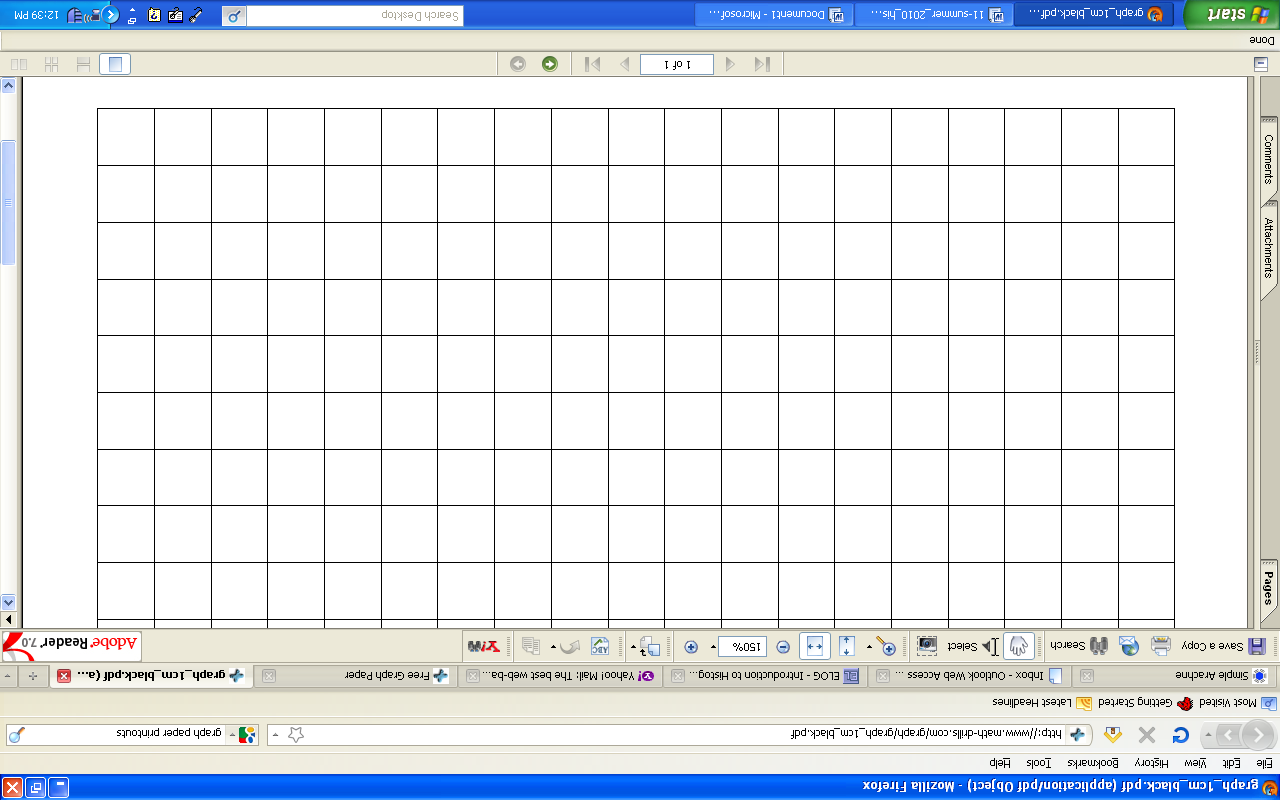 graph_1cm_black.pdf (application/pdf Object) - Mozilla Firefox
File Edit View History Bookmarks Tools Help
http://www.math-drills.com/graph/graph_1cm_black.pdf graph paper printouts
Most Visited Getting Started Latest Headlines
Simple Arachne Inbox - Outlook Web Access ... ELOG - Introduction to Histog... Yahoo! Mail: The best web-ba... Free Graph Paper graph_1cm_black.pdf (a...
Save a Copy Search Select 150% Y! Adobe® Reader® 7.0
Pages
Attachments
Comments
1 of 1
Done
start graph_1cm_black.pdf... 11-summer_2010_his... Document1 - Microsof... Search Desktop 12:39 PM